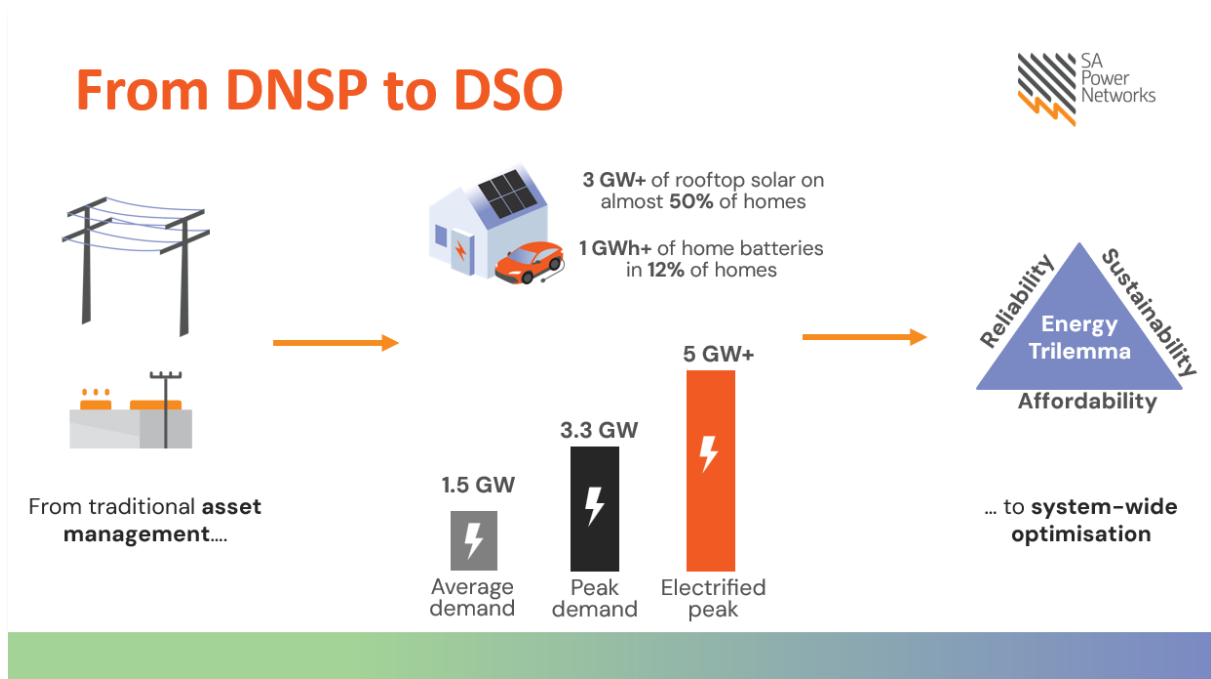 From DNSP to DSO
SA
Power
Networks
3 GW+ of rooftop solar on
almost 50% of homes
1 GWh+ of home batteries
in 12% of homes
Reliability
Sustainability
Energy
Trilemma
Affordability
5 GW+
3.3 GW
1.5 GW
Average
demand
Peak
demand
Electrified
peak
From traditional asset
management....
... to system-wide
optimisation